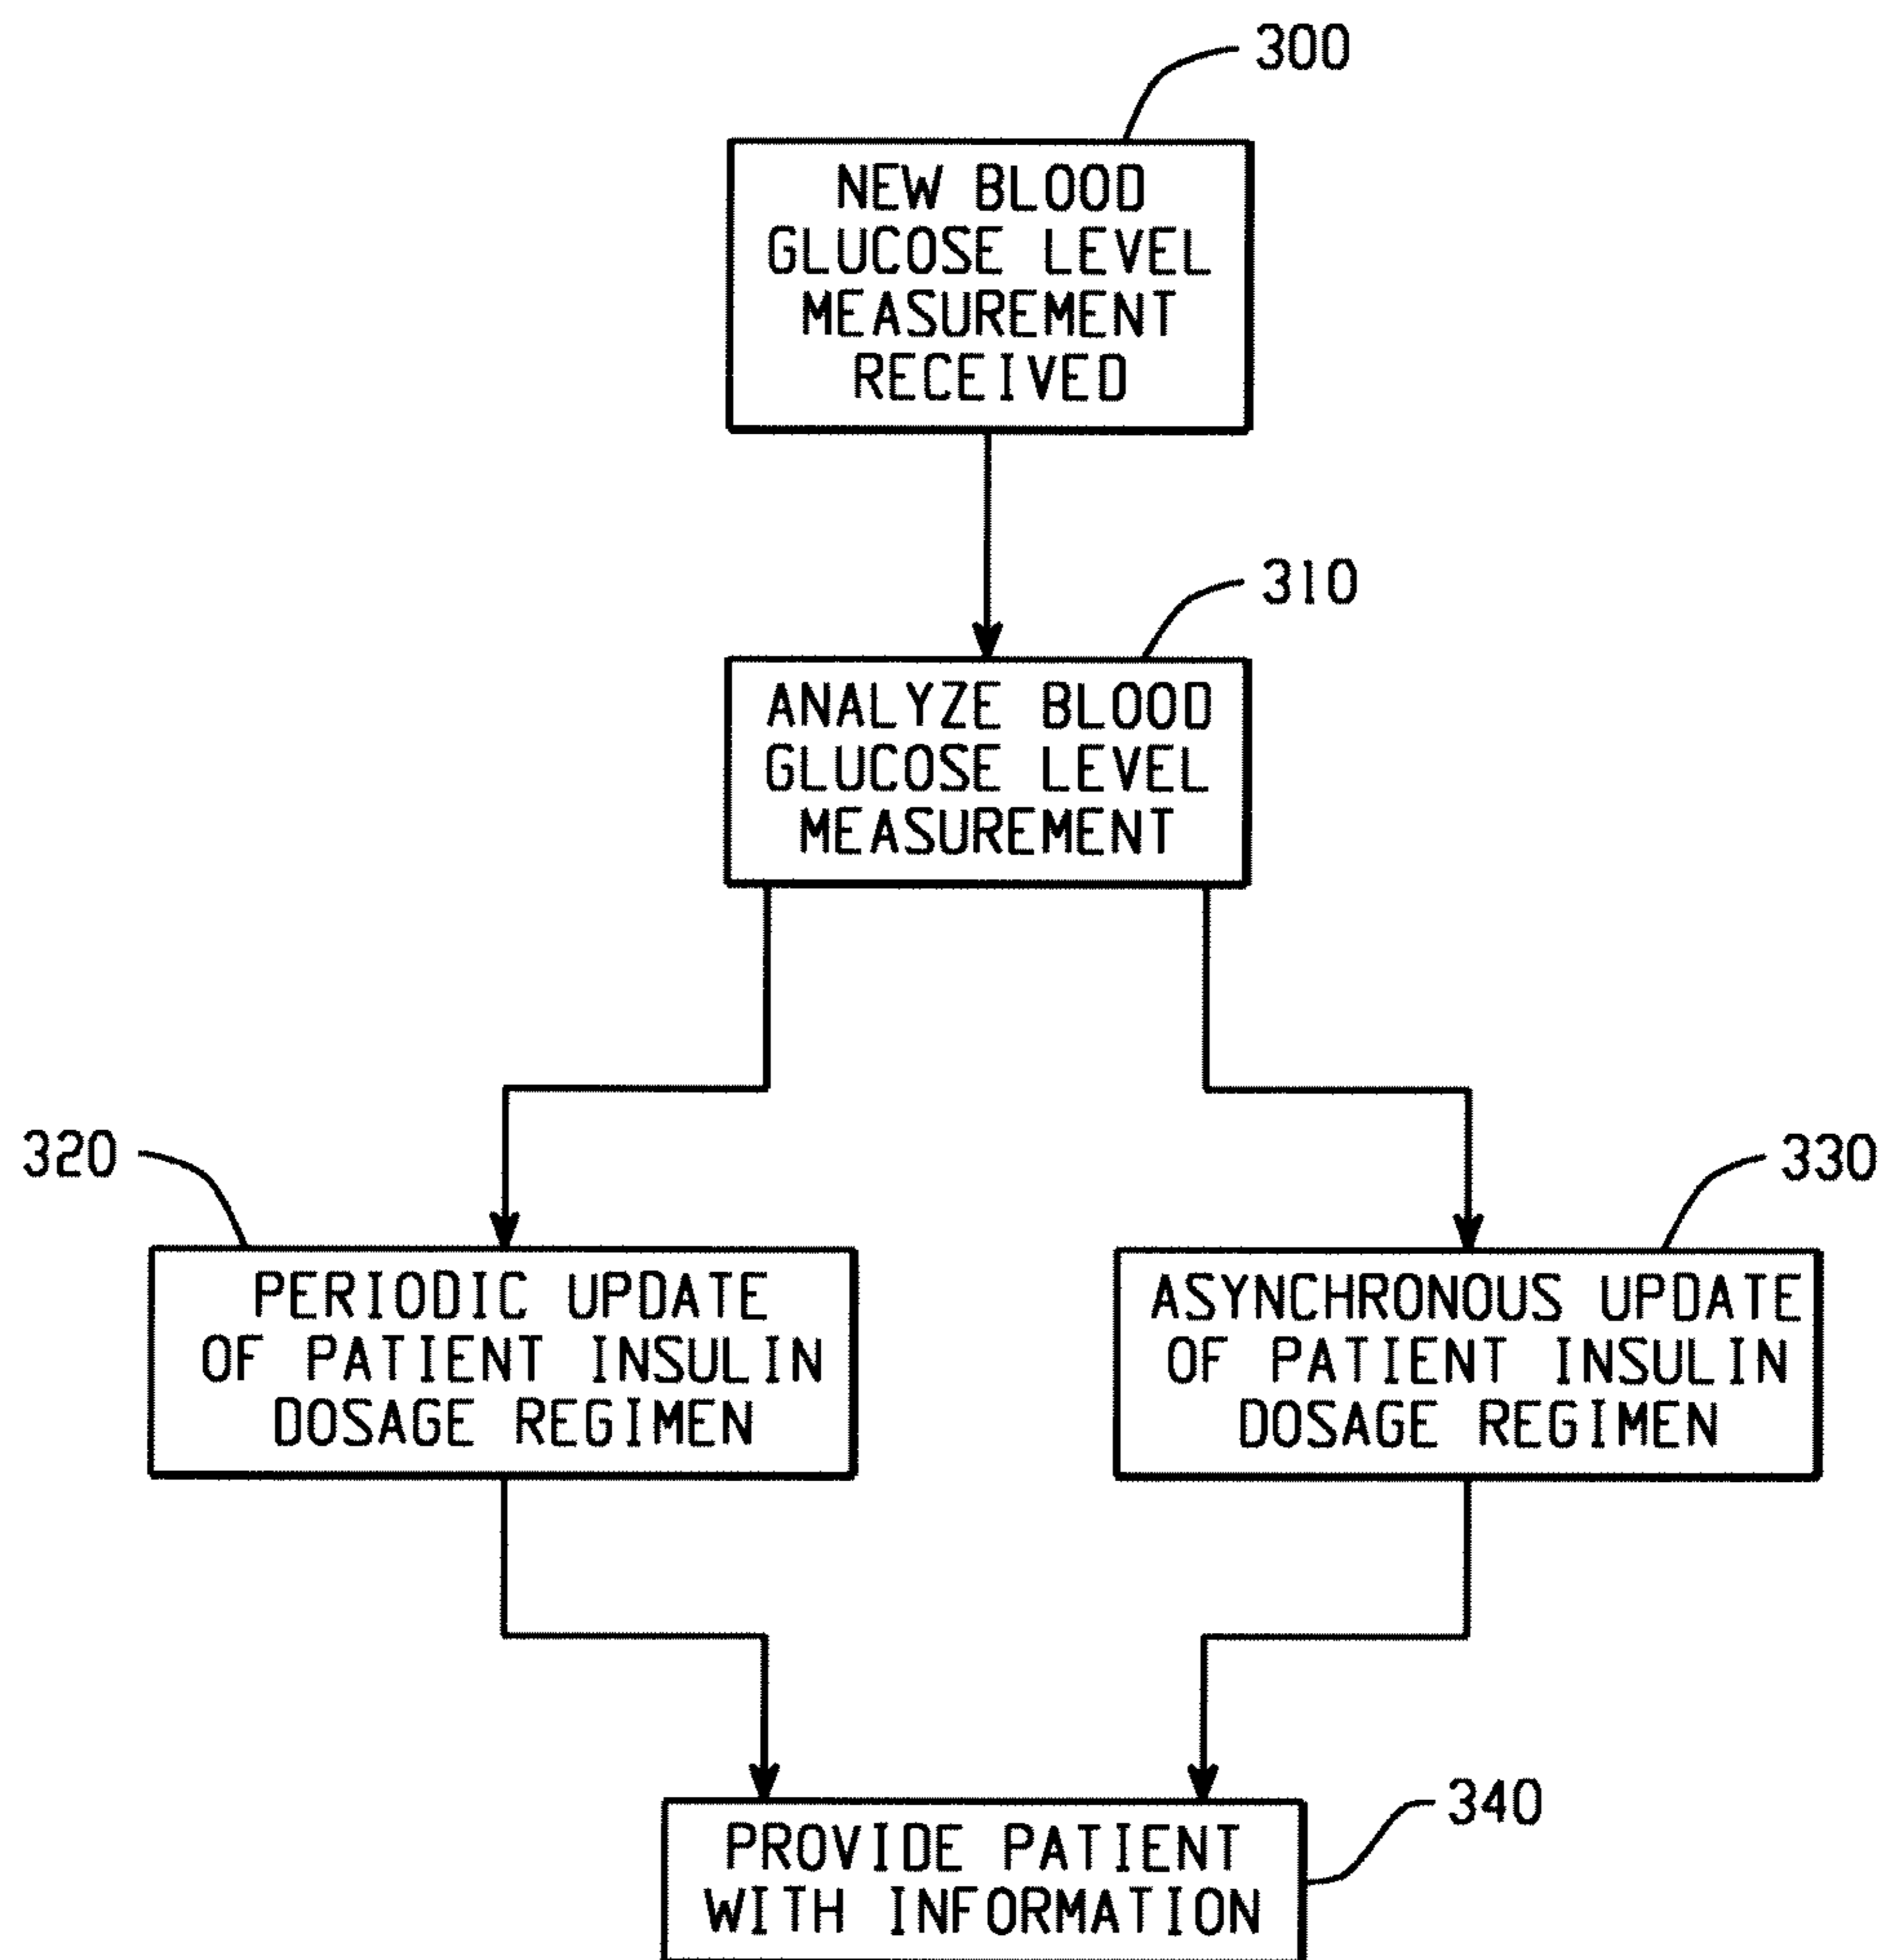 300
NEW BLOOD
GLUCOSE LEVEL
MEASUREMENT
RECEIVED
310
ANALYZE BLOOD
GLUCOSE LEVEL
MEASUREMENT
320
330
PERIODIC UPDATE
OF PATIENT INSULIN
DOSAGE REGIMEN
ASYNCHRONOUS UPDATE
OF PATIENT INSULIN
DOSAGE REGIMEN
340
PROVIDE PATIENT
WITH INFORMATION